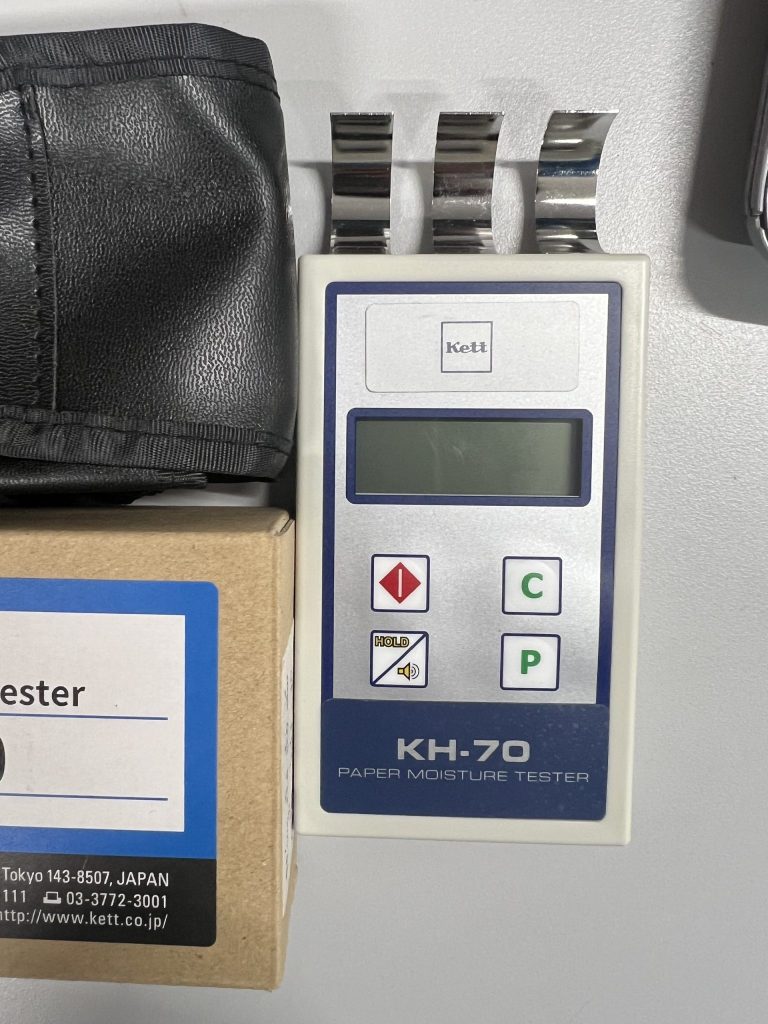 Kett
C
HOLD
P
KH-70
PAPER MOISTURE TESTER
ester
Tokyo 143-8507, JAPAN
111 03-3772-3001
http://www.kett.co.jp/